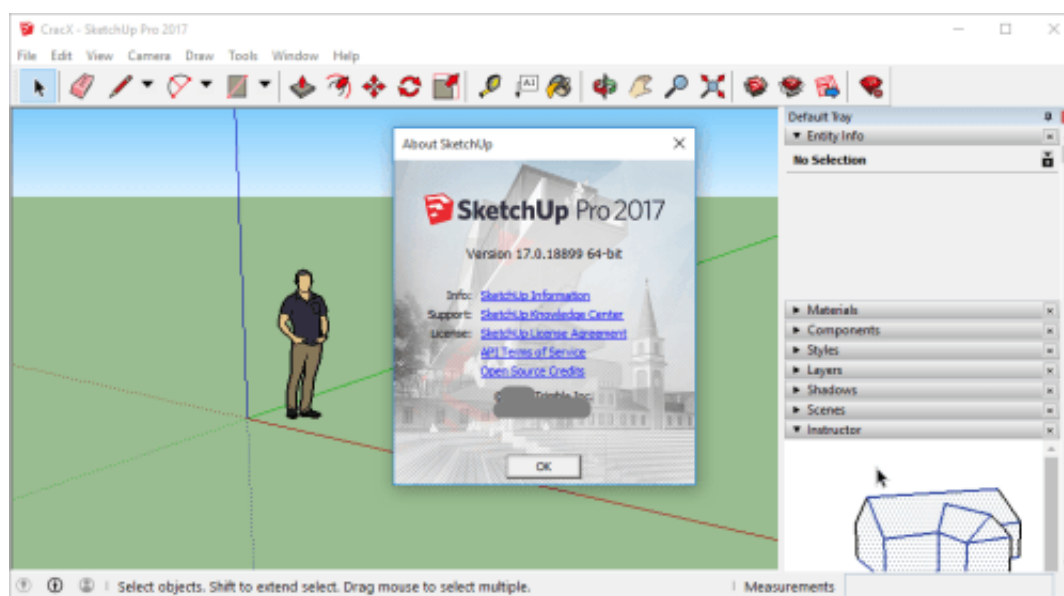 CracX - SketchUp Pro 2017
File Edit View Camera Draw Tools Window Help
A1
Default Tray
Entity Info
No Selection
About SketchUp
SketchUp Pro 2017
Version 17.0.18899 64-bit
Info: SketchUp Information
Support: SketchUp Knowledge Center
License: SketchUp License Agreement
API Terms of Service
Open Source Credits
Trimble Inc.
OK
Materials
Components
Styles
Layers
Shadows
Scenes
Instructor
Select objects. Shift to extend select. Drag mouse to select multiple.
Measurements